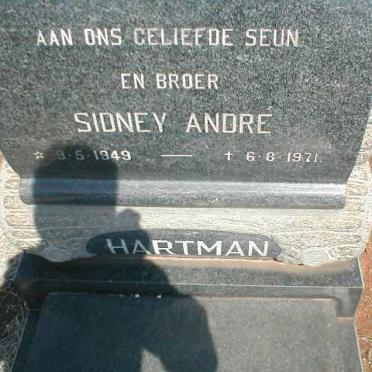 AAN ONS GELIEFDE SEUN
EN BROER
SIDNEY ANDRÉ
* 9-5-1949 — † 6-8-1971.
HARTMAN